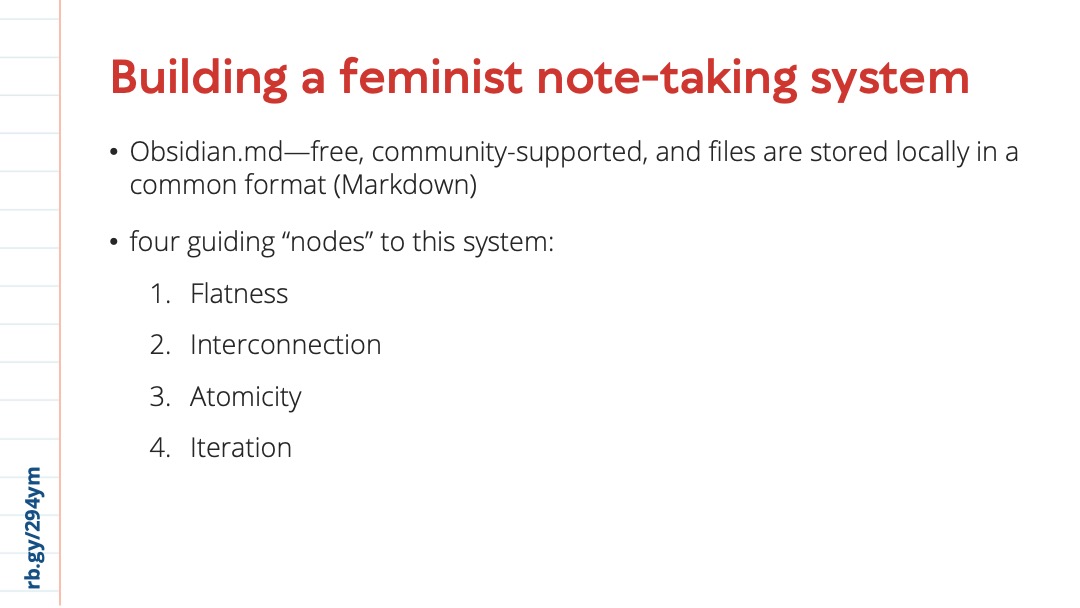 Building a feminist note-taking system
• Obsidian.md—free, community-supported, and files are stored locally in a
common format (Markdown)
• four guiding “nodes” to this system:
1. Flatness
2. Interconnection
3. Atomicity
4. Iteration
rb.gy/294ym